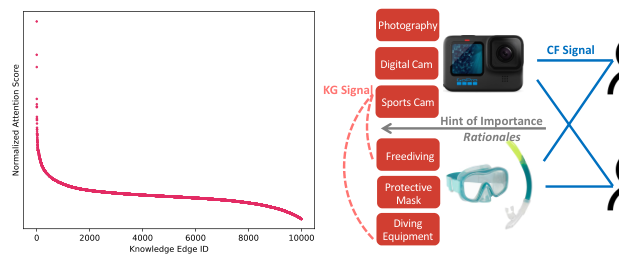 Normalized Attention Score
0
2000
4000
6000
8000
10000
Knowledge Edge ID
Photography
Digital Cam
Sports Cam
Freediving
Protective
Mask
Diving
Equipment
KG Signal
CF Signal
Hint of Importance
Rationales